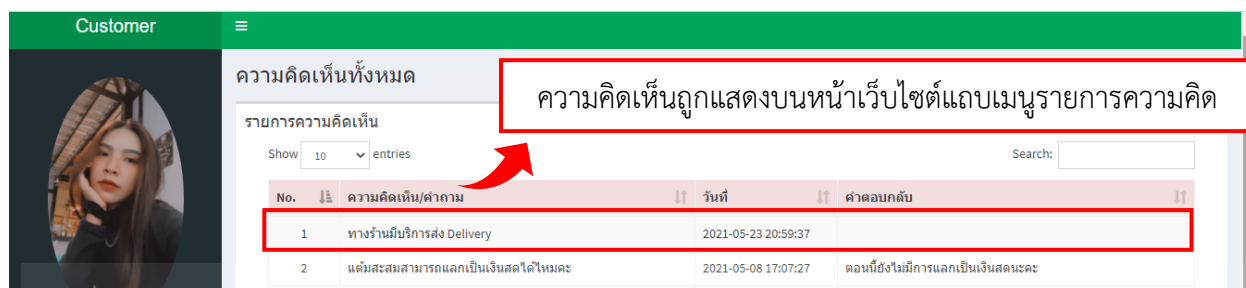 Customer
ความคิดเห็นทั้งหมด
ความคิดเห็นถูกแสดงบนหน้าเว็บไซต์แถบเมนูรายการความคิด
รายการความคิดเห็น
Show 10 entries Search:
No. ความคิดเห็น/คำถาม วันที่ คำตอบกลับ
1 ทางร้านมีบริการส่ง Delivery 2021-05-23 20:59:37
2 แต้มสะสมสามารถแลกเป็นเงินสดได้ไหมคะ 2021-05-08 17:07:27 ตอนนี้ยังไม่มีการแลกเป็นเงินสดนะคะ